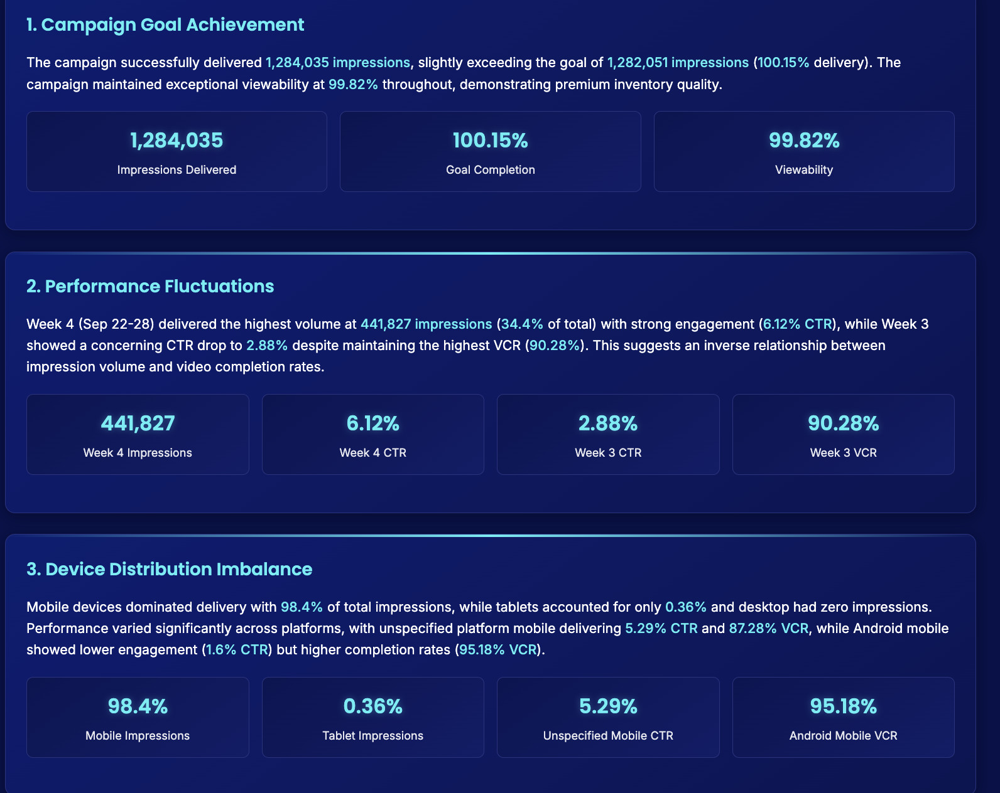 1. Campaign Goal Achievement
The campaign successfully delivered 1,284,035 impressions, slightly exceeding the goal of 1,282,051 impressions (100.15% delivery). The
campaign maintained exceptional viewability at 99.82% throughout, demonstrating premium inventory quality.
1,284,035
Impressions Delivered
100.15%
Goal Completion
99.82%
Viewability
2. Performance Fluctuations
Week 4 (Sep 22-28) delivered the highest volume at 441,827 impressions (34.4% of total) with strong engagement (6.12% CTR), while Week 3
showed a concerning CTR drop to 2.88% despite maintaining the highest VCR (90.28%). This suggests an inverse relationship between
impression volume and video completion rates.
441,827
Week 4 Impressions
6.12%
Week 4 CTR
2.88%
Week 3 CTR
90.28%
Week 3 VCR
3. Device Distribution Imbalance
Mobile devices dominated delivery with 98.4% of total impressions, while tablets accounted for only 0.36% and desktop had zero impressions.
Performance varied significantly across platforms, with unspecified platform mobile delivering 5.29% CTR and 87.28% VCR, while Android mobile
showed lower engagement (1.6% CTR) but higher completion rates (95.18% VCR).
98.4%
Mobile Impressions
0.36%
Tablet Impressions
5.29%
Unspecified Mobile CTR
95.18%
Android Mobile VCR